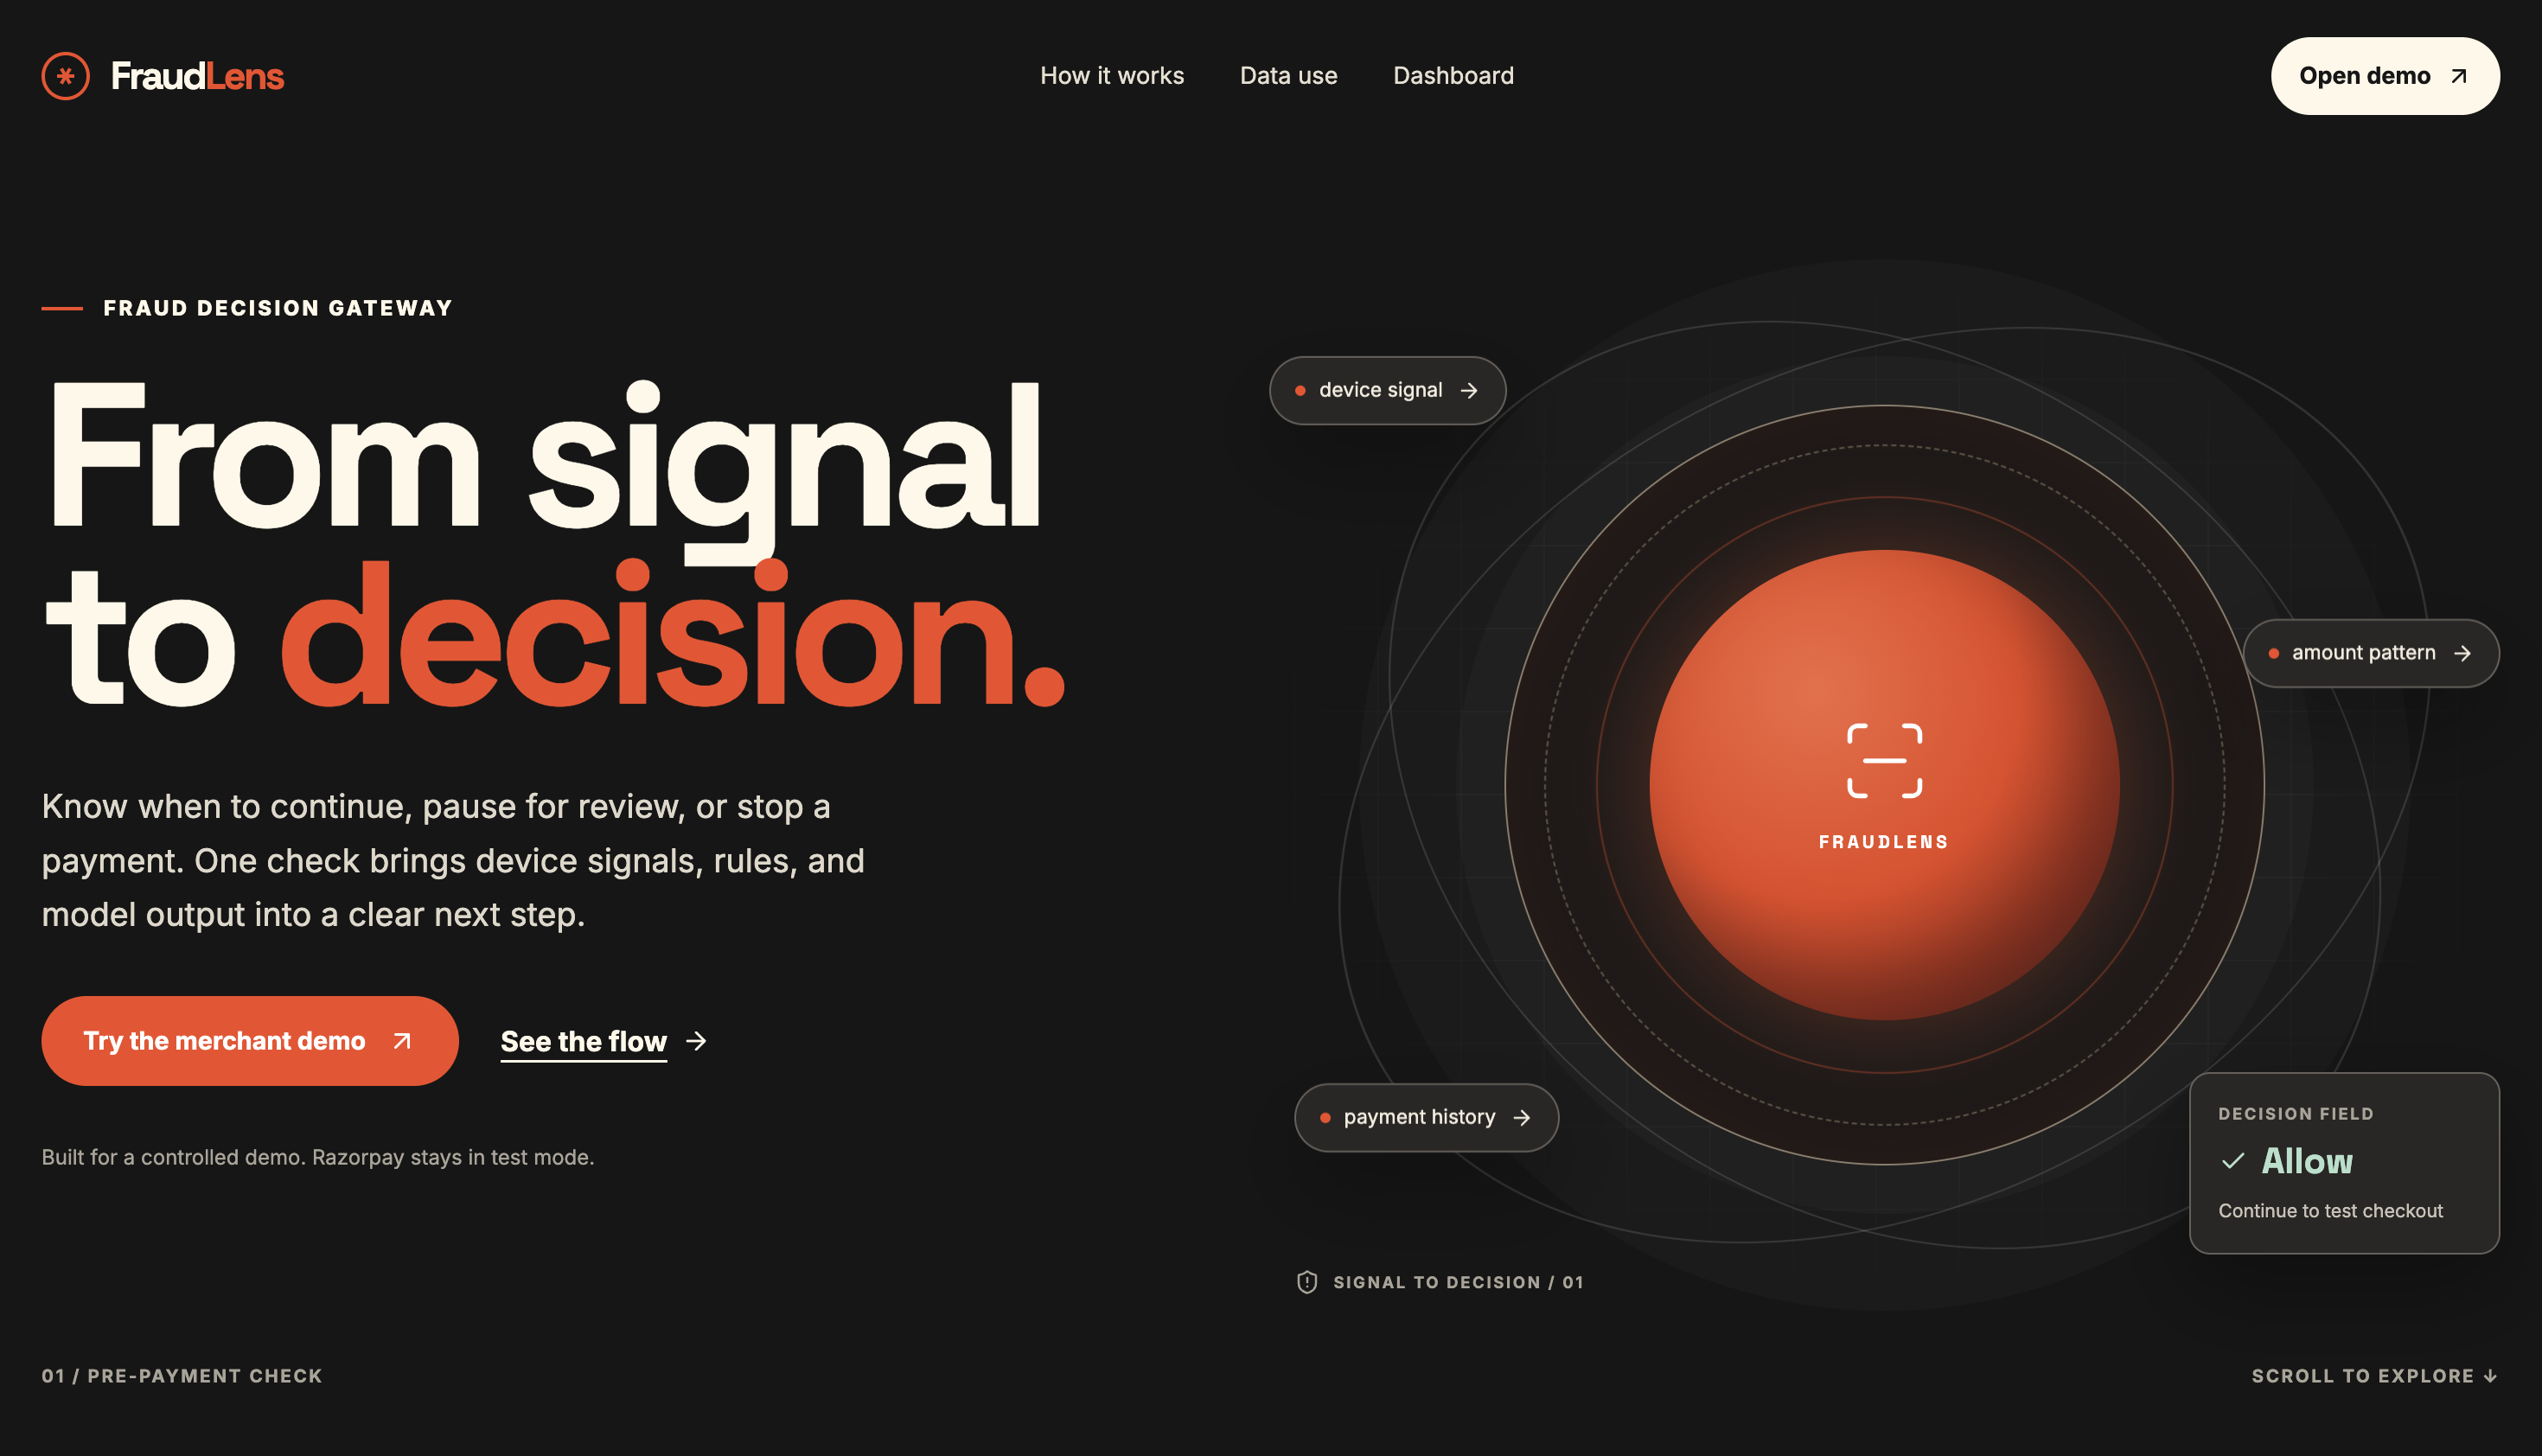 FraudLens
How it works
Data use
Dashboard
Open demo
FRAUD DECISION GATEWAY
From signal
to decision.
Know when to continue, pause for review, or stop a
payment. One check brings device signals, rules, and
model output into a clear next step.
Try the merchant demo
See the flow →
Built for a controlled demo. Razorpay stays in test mode.
device signal →
amount pattern →
FRAUDLENS
payment history →
DECISION FIELD
Allow
Continue to test checkout
SIGNAL TO DECISION / 01
01 / PRE-PAYMENT CHECK
SCROLL TO EXPLORE ↓